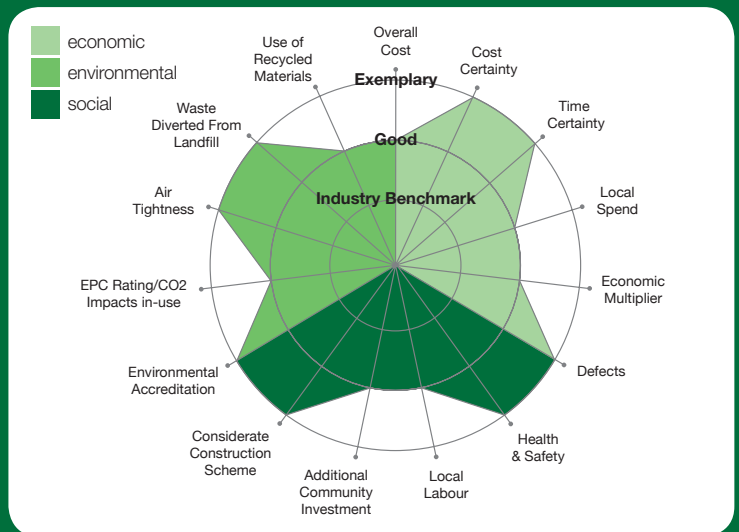 economic
environmental
social
Overall
Cost
Cost
Certainty
Time
Certainty
Local
Spend
Economic
Multiplier
Defects
Health
& Safety
Local
Labour
Additional
Community
Investment
Considerate
Construction
Scheme
Environmental
Accreditation
EPC Rating/CO2
Impacts in-use
Air
Tightness
Waste
Diverted From
Landfill
Use of
Recycled
Materials
Exemplary
Good
Industry Benchmark